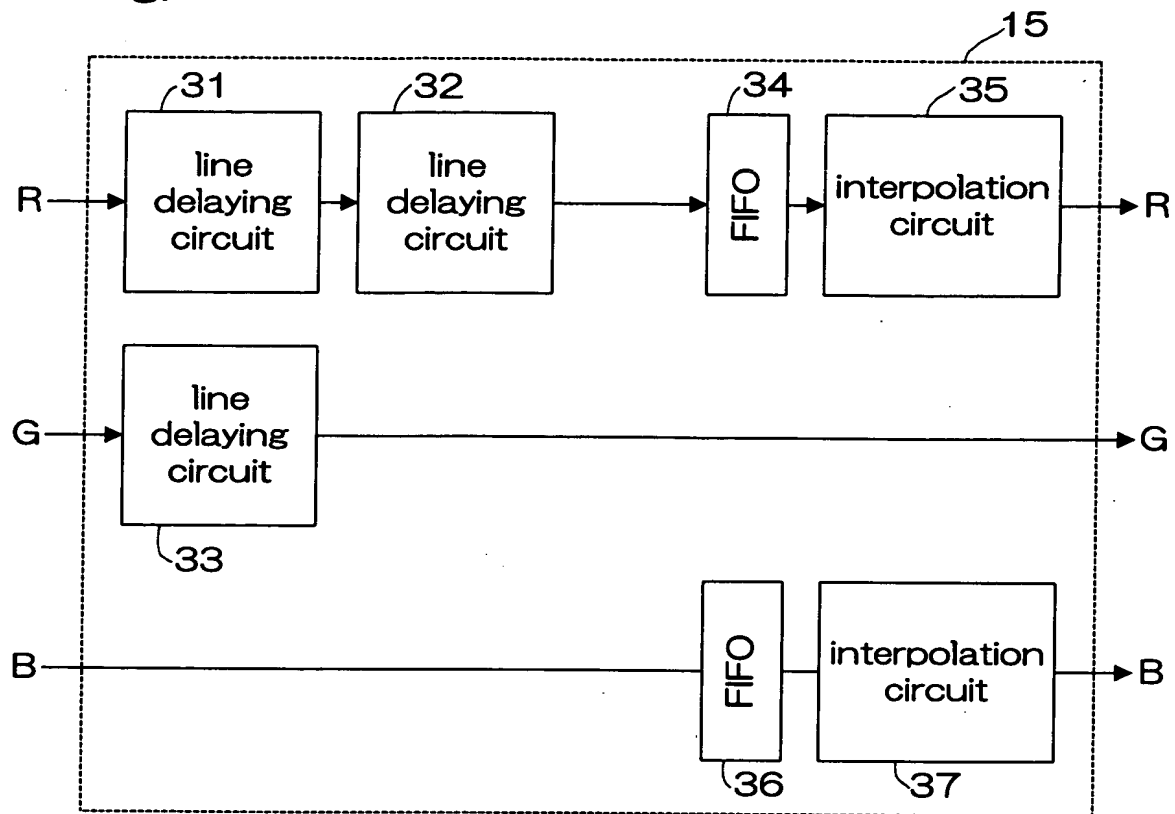 15
31
32
34
35
R
line
delaying
circuit
line
delaying
circuit
FIFO
interpolation
circuit
R
G
line
delaying
circuit
G
33
B
FIFO
interpolation
circuit
B
36
37